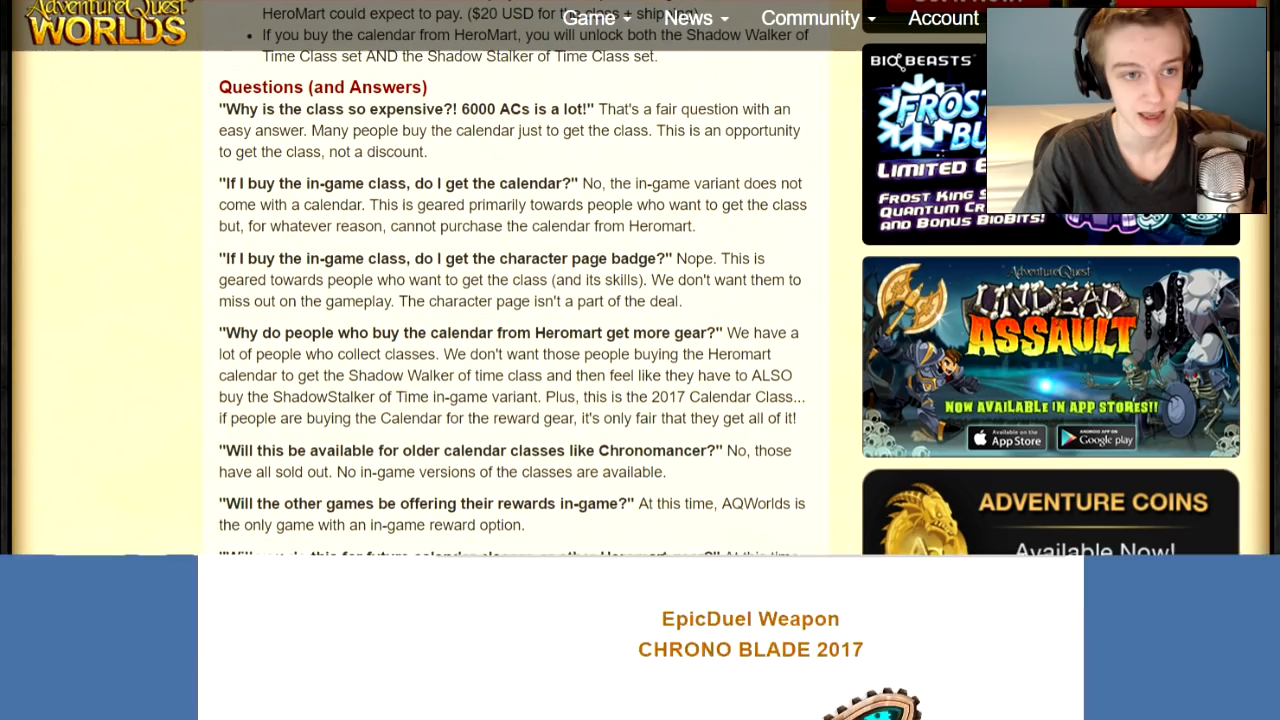 AdventureQuest
WORLDS
Game News Community Account
HeroMart could expect to pay. ($20 USD for the class + shipping)
• If you buy the calendar from HeroMart, you will unlock both the Shadow Walker of
Time Class set AND the Shadow Stalker of Time Class set.
Questions (and Answers)
"Why is the class so expensive?! 6000 ACs is a lot!" That's a fair question with an
easy answer. Many people buy the calendar just to get the class. This is an opportunity
to get the class, not a discount.
"If I buy the in-game class, do I get the calendar?" No, the in-game variant does not
come with a calendar. This is geared primarily towards people who want to get the class
but, for whatever reason, cannot purchase the calendar from Heromart.
"If I buy the in-game class, do I get the character page badge?" Nope. This is
geared towards people who want to get the class (and its skills). We don't want them to
miss out on the gameplay. The character page isn't a part of the deal.
"Why do people who buy the calendar from Heromart get more gear?" We have a
lot of people who collect classes. We don't want those people buying the Heromart
calendar to get the Shadow Walker of time class and then feel like they have to ALSO
buy the ShadowStalker of Time in-game variant. Plus, this is the 2017 Calendar Class...
if people are buying the Calendar for the reward gear, it's only fair that they get all of it!
"Will this be available for older calendar classes like Chronomancer?" No, those
have all sold out. No in-game versions of the classes are available.
"Will the other games be offering their rewards in-game?" At this time, AQWorlds is
the only game with an in-game reward option.
BIOBEASTS
FROST
LIMITED
FROST KING
QUANTUM
AND BONUS BIOBITS!
AdventureQuest
UNDEAD
ASSAULT
NOW AVAILABLE IN APP STORES!!
Available on the
App Store
ANDROID APP ON
Google play
ADVENTURE COINS
Available Now!
EpicDuel Weapon
CHRONO BLADE 2017